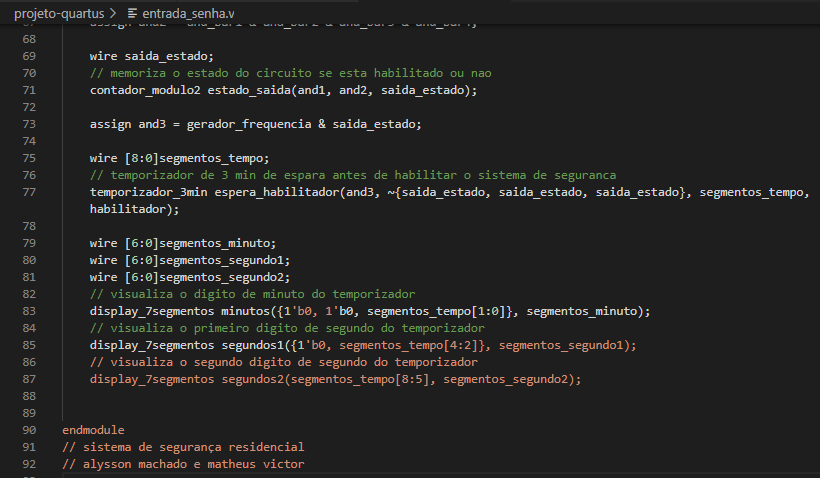 projeto-quartus > entrada_senha.v
68
69 wire saida_estado;
70 // memoriza o estado do circuito se esta habilitado ou nao
71 contador_modulo2 estado_saida(and1, and2, saida_estado);
72
73 assign and3 = gerador_frequencia & saida_estado;
74
75 wire [8:0]segmentos_tempo;
76 // temporizador de 3 min de espara antes de habilitar o sistema de seguranca
77 temporizador_3min espera_habilitador(and3, ~{saida_estado, saida_estado, saida_estado}, segmentos_tempo,
habilitador);
78
79 wire [6:0]segmentos_minuto;
80 wire [6:0]segmentos_segundo1;
81 wire [6:0]segmentos_segundo2;
82 // visualiza o digito de minuto do temporizador
83 display_7segmentos minutos({1'b0, 1'b0, segmentos_tempo[1:0]}, segmentos_minuto);
84 // visualiza o primeiro digito de segundo do temporizador
85 display_7segmentos segundos1({1'b0, segmentos_tempo[4:2]}, segmentos_segundo1);
86 // visualiza o segundo digito de segundo do temporizador
87 display_7segmentos segundos2(segmentos_tempo[8:5], segmentos_segundo2);
88
89
90 endmodule
91 // sistema de segurança residencial
92 // alysson machado e matheus victor